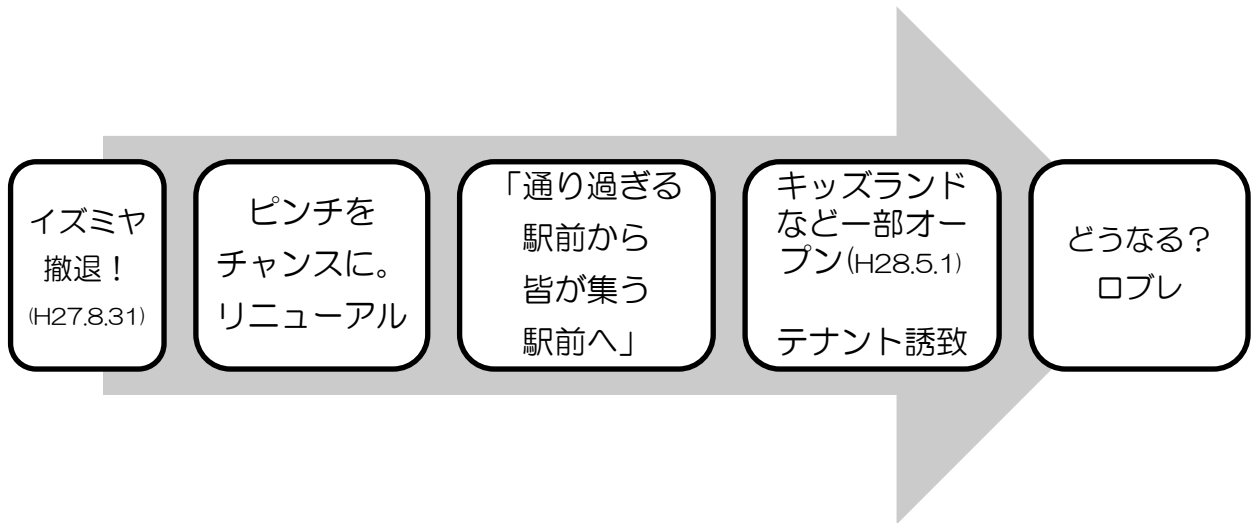 イズミヤ
撤退！
(H27.8.31)
ピンチを
チャンスに。
リニューアル
「通り過ぎる
駅前から
皆が集う
駅前へ」
キッズランド
など一部オー
プン(H28.5.1)
テナント誘致
どうなる？
ロブレ